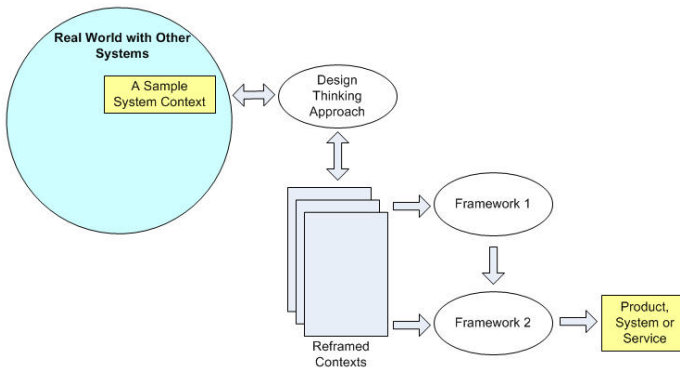 Real World with Other
Systems
A Sample
System Context
Design
Thinking
Approach
Framework 1
Framework 2
Product,
System or
Service
Reframed
Contexts